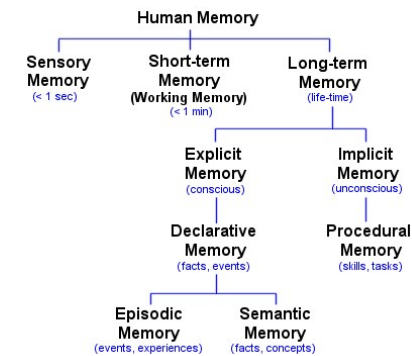 Human Memory
Sensory
Memory
(< 1 sec)
Short-term
Memory
(Working Memory)
(< 1 min)
Long-term
Memory
(life-time)
Explicit
Memory
(conscious)
Implicit
Memory
(unconscious)
Declarative
Memory
(facts, events)
Procedural
Memory
(skills, tasks)
Episodic
Memory
(events, experiences)
Semantic
Memory
(facts, concepts)